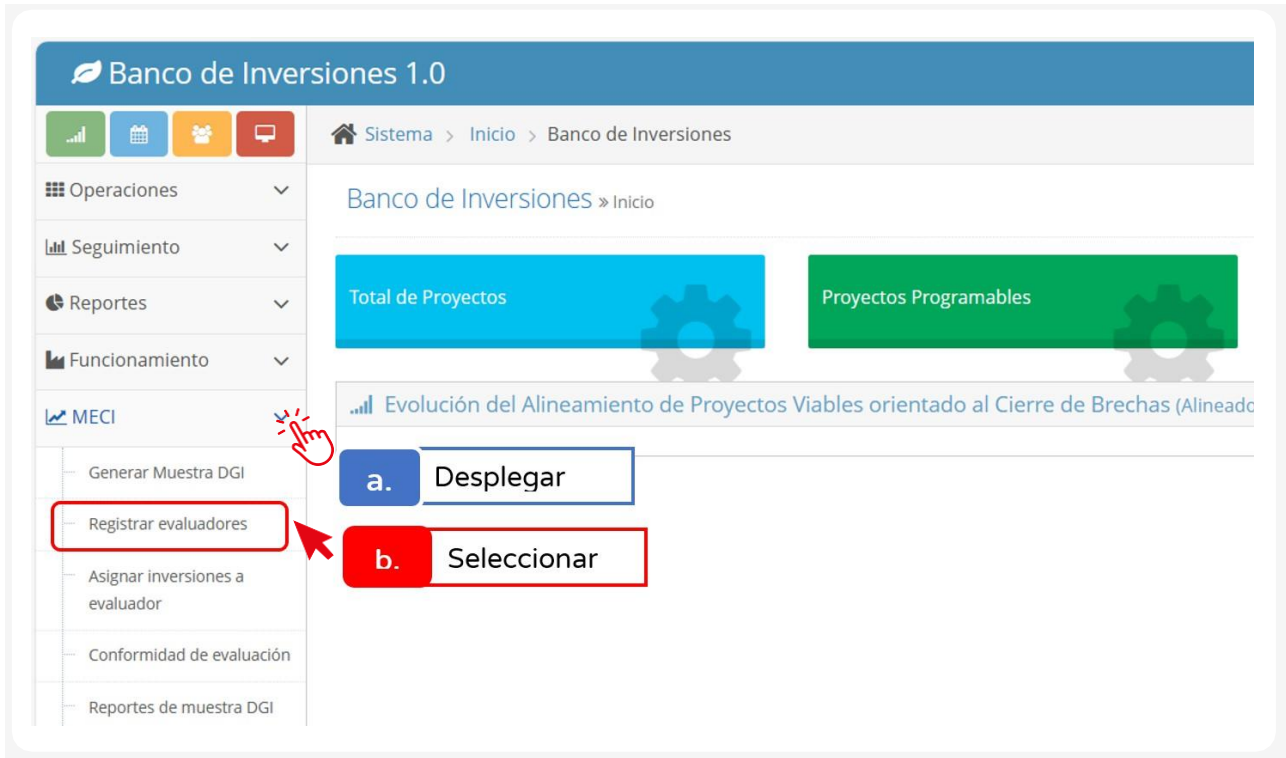 Banco de Inversiones 1.0
Sistema > Inicio > Banco de Inversiones
Operaciones
Banco de Inversiones » Inicio
Seguimiento
Reportes
Total de Proyectos
Proyectos Programables
Funcionamiento
MECI
Evolución del Alineamiento de Proyectos Viables orientado al Cierre de Brechas (Alineado
Generar Muestra DGI
a. Desplegar
Registrar evaluadores
b. Seleccionar
Asignar inversiones a
evaluador
Conformidad de evaluación
Reportes de muestra DGI